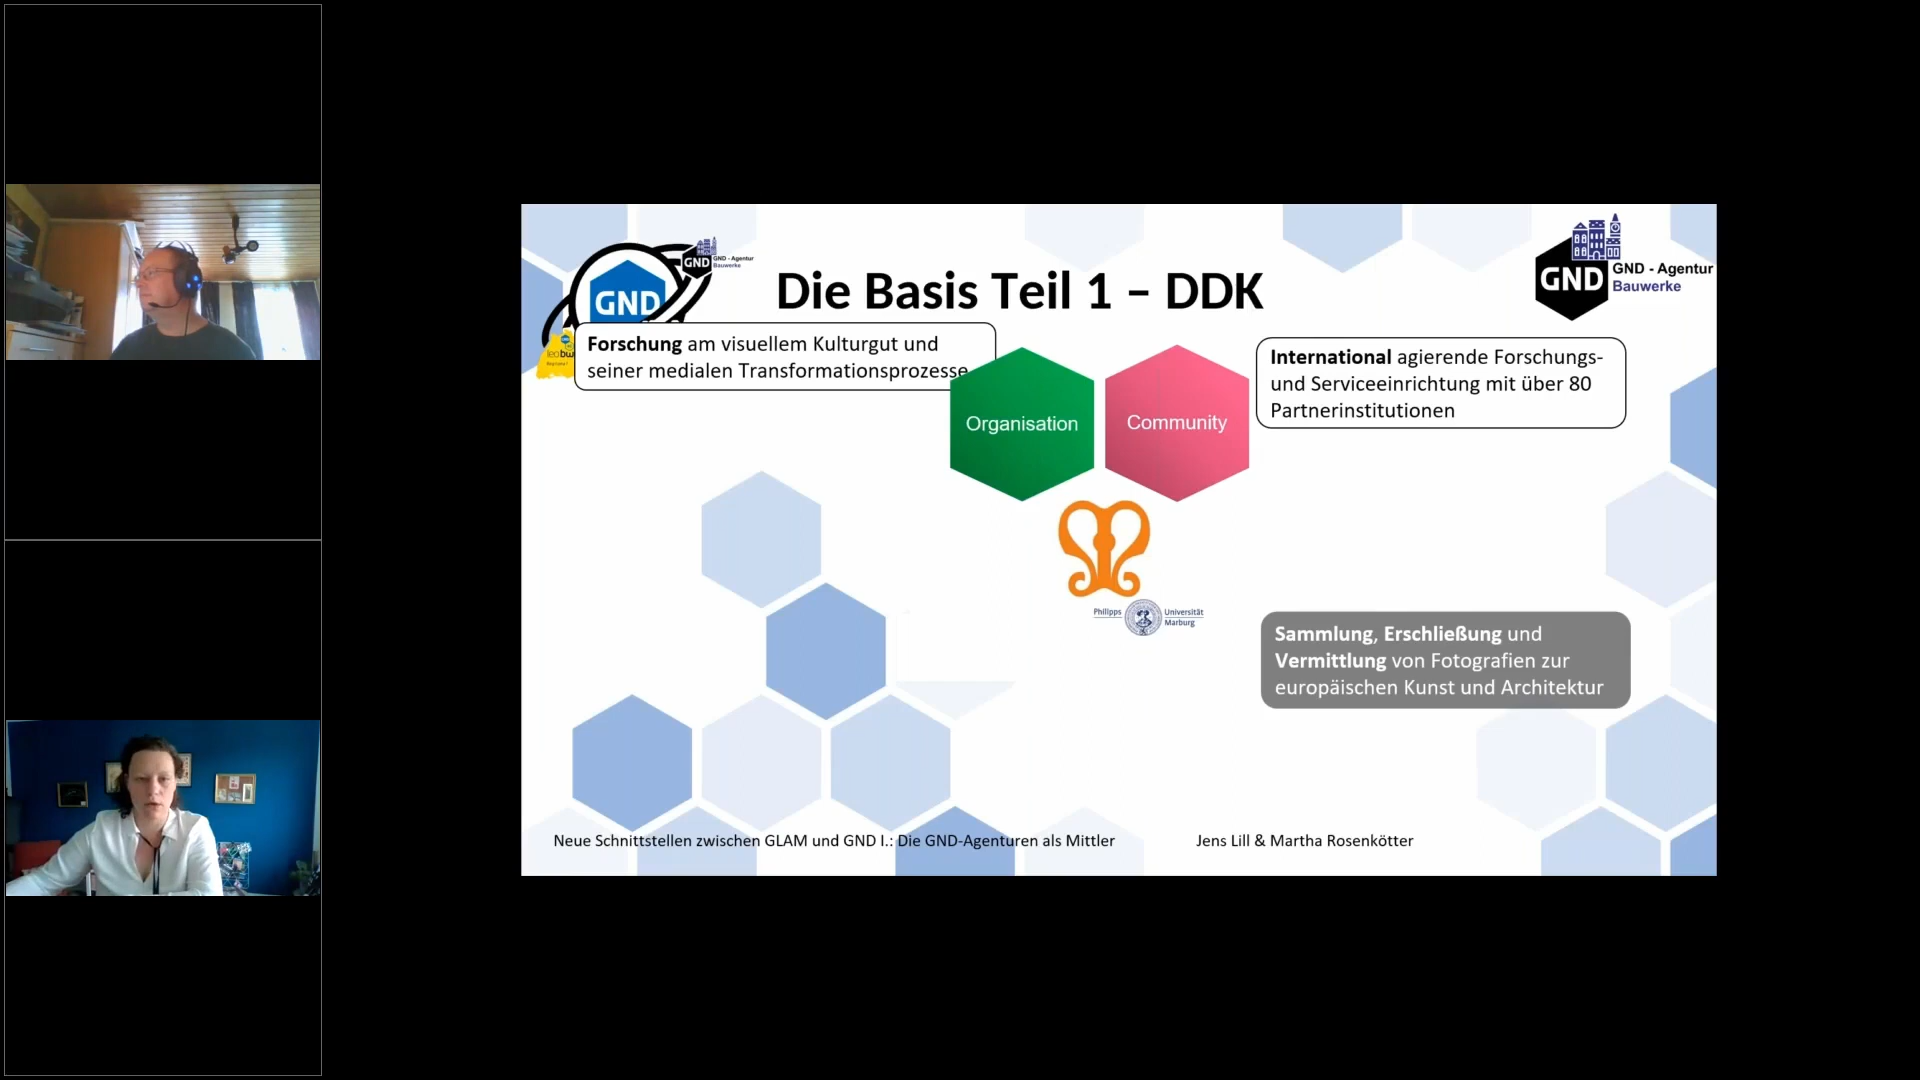 GND
GND - Agentur
Bauwerke
Die Basis Teil 1 – DDK
GND
GND - Agentur
Bauwerke
GND
Forschung am visuellem Kulturgut und
seiner medialen Transformationsprozesse
International agierende Forschungs-
und Serviceeinrichtung mit über 80
Partnerinstitutionen
Organisation
Community
Philipps
Universität
Marburg
Sammlung, Erschließung und
Vermittlung von Fotografien zur
europäischen Kunst und Architektur
Neue Schnittstellen zwischen GLAM und GND I.: Die GND-Agenturen als Mittler
Jens Lill & Martha Rosenkötter